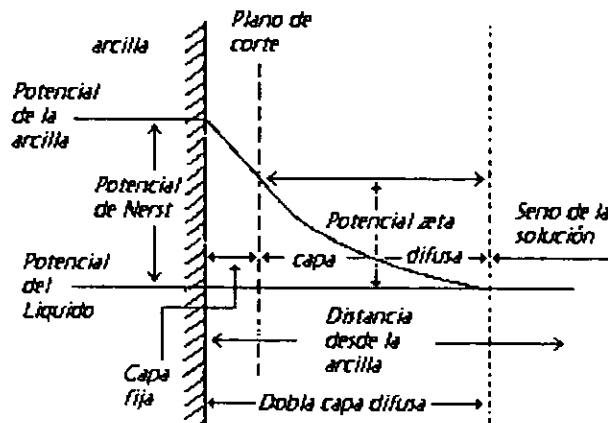 Plano de
corte
arcilla
Potencial
de la
arcilla
Potencial
de Nerst
Potencial zeta
Seno de la
solución
capa difusa
Potencial
del
Liquido
Distancia
desde la
arcilla
Capa
fija
Dobla capa difusa